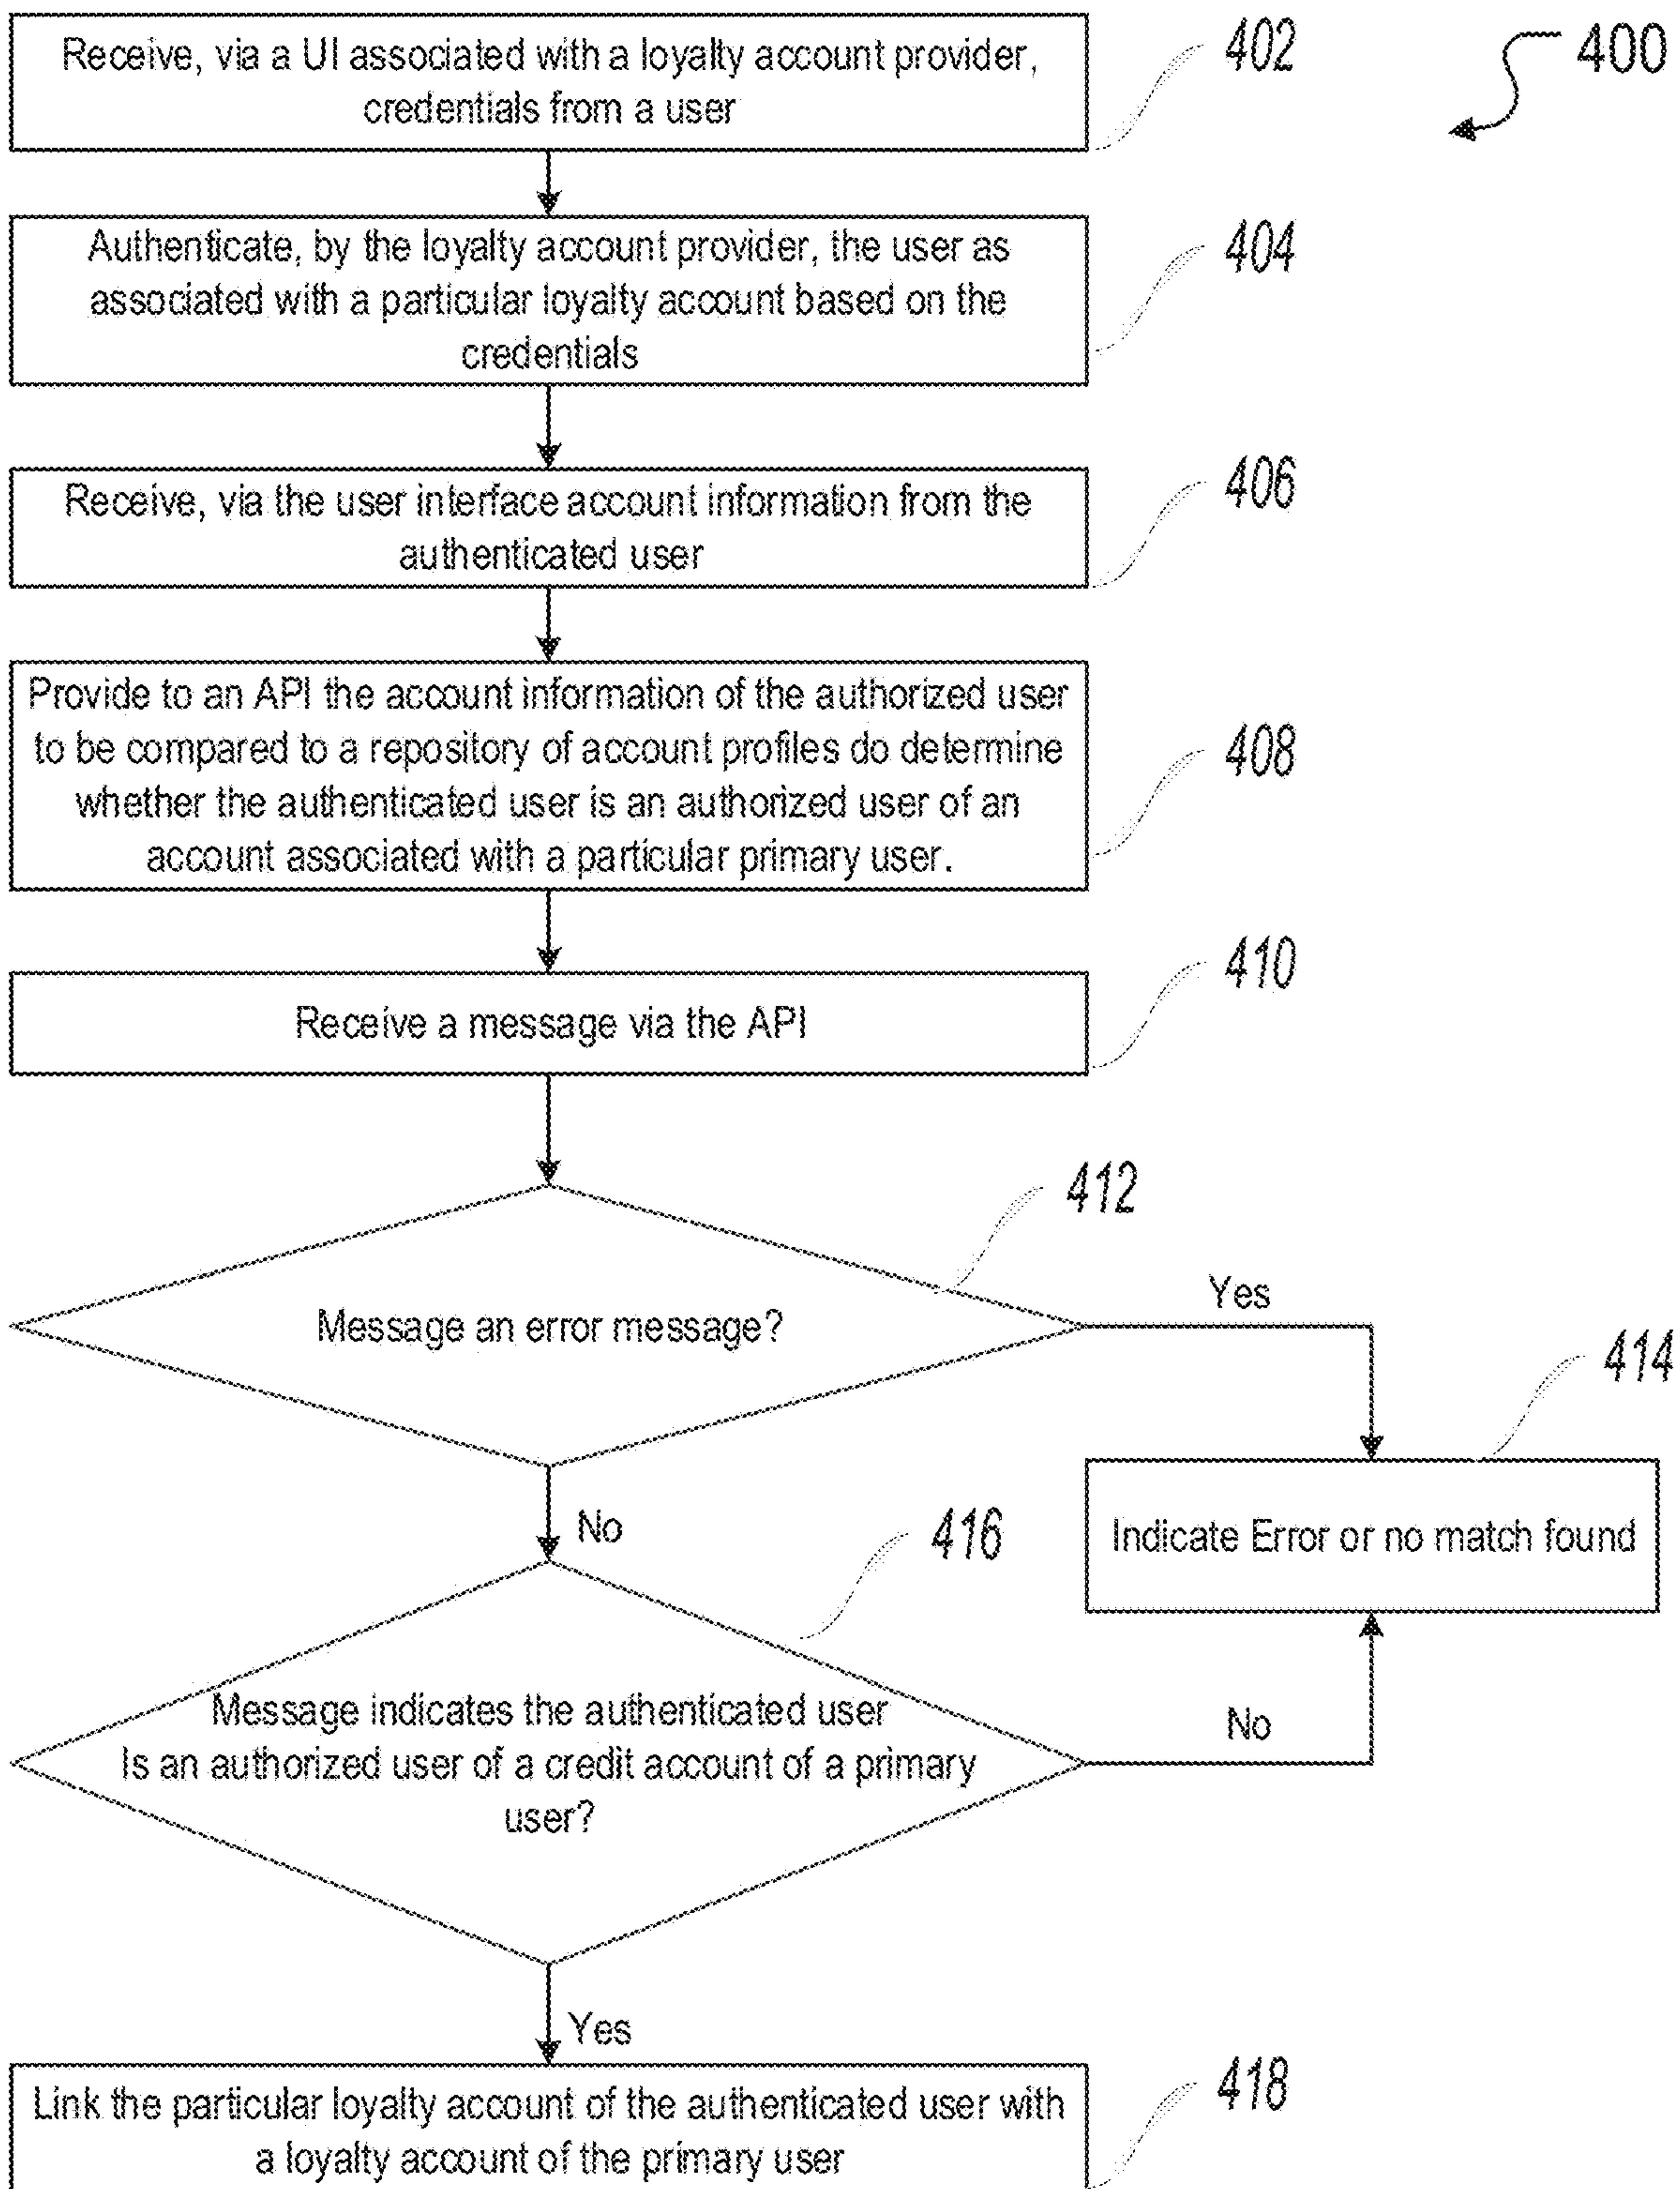 Receive, via a UI associated with a loyalty account provider,
credentials from a user
402
400
Authenticate, by the loyalty account provider, the user as
associated with a particular loyalty account based on the
credentials
404
Receive, via the user interface account information from the
authenticated user
406
Provide to an API the account information of the authorized user
to be compared to a repository of account profiles do determine
whether the authenticated user is an authorized user of an
account associated with a particular primary user.
408
Receive a message via the API
410
412
Message an error message?
Yes
414
Indicate Error or no match found
No
416
Message indicates the authenticated user
Is an authorized user of a credit account of a primary
user?
No
Yes
Link the particular loyalty account of the authenticated user with
a loyalty account of the primary user
418